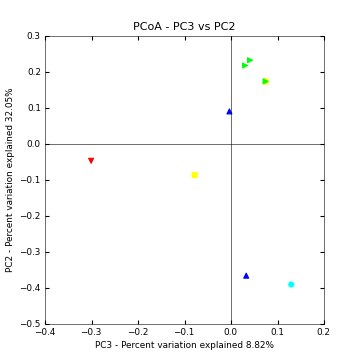 PCoA - PC3 vs PC2
0.3
0.2
0.1
0.0
−0.1
−0.2
−0.3
−0.4
−0.5
PC2 - Percent variation explained 32.05%
−0.4 −0.3 −0.2 −0.1 0.0 0.1 0.2
PC3 - Percent variation explained 8.82%